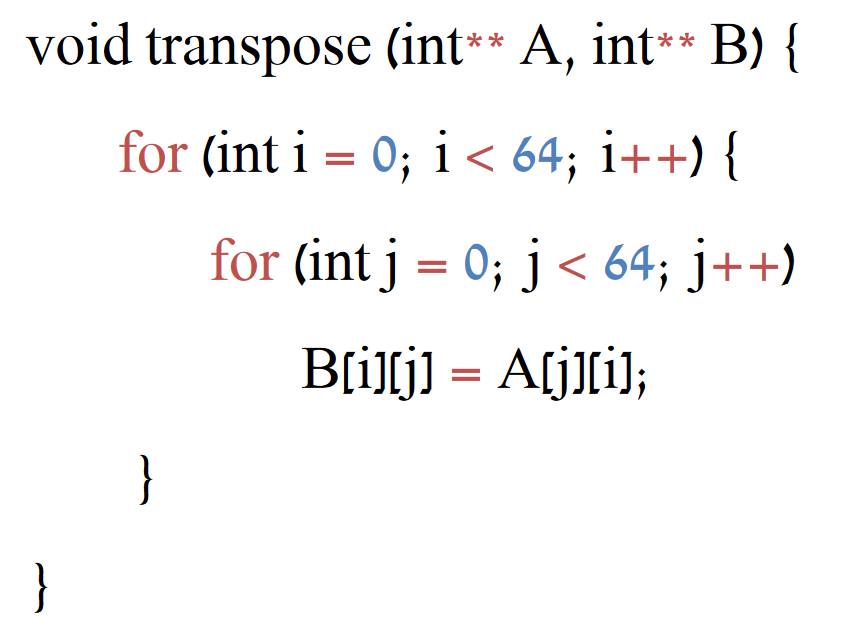 void transpose (int** A, int** B) {
for (int i = 0; i < 64; i++) {
for (int j = 0; j < 64; j++)
B[i][j] = A[j][i];
}
}